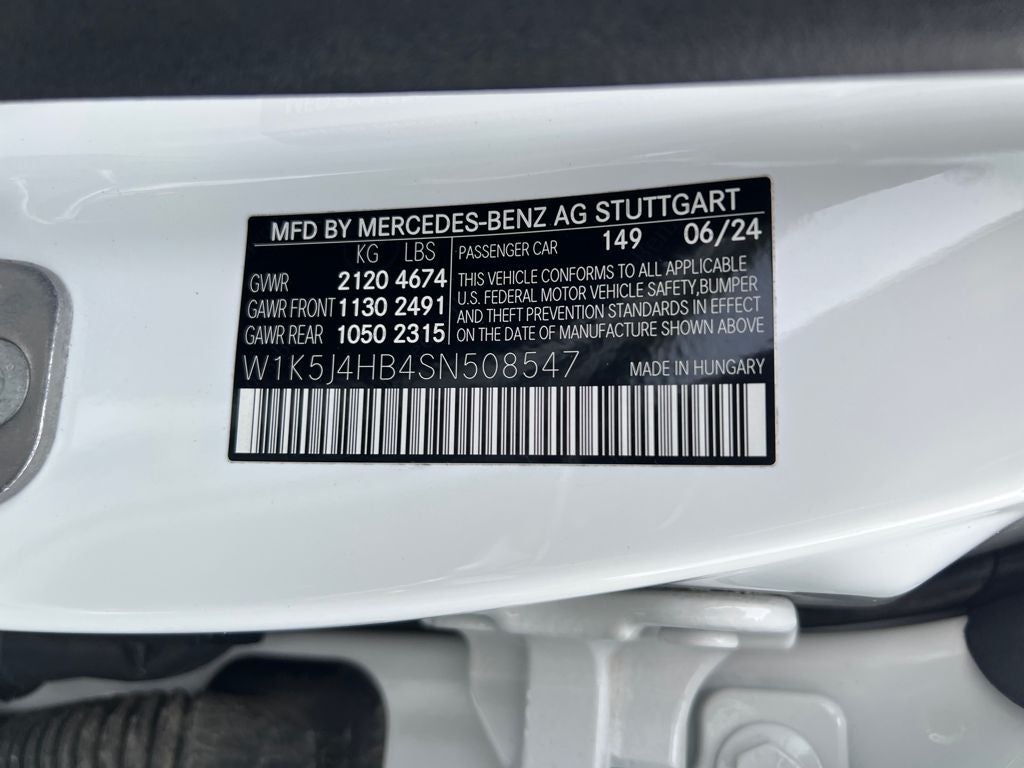 MFD BY MERCEDES-BENZ AG STUTTGART
KG LBS
GVWR 2120 4674
GAWR FRONT 1130 2491
GAWR REAR 1050 2315
PASSENGER CAR 149 06/24
THIS VEHICLE CONFORMS TO ALL APPLICABLE
U.S. FEDERAL MOTOR VEHICLE SAFETY,BUMPER
AND THEFT PREVENTION STANDARDS IN EFFECT
ON THE DATE OF MANUFACTURE SHOWN ABOVE
W1K5J4HB4SN508547 MADE IN HUNGARY